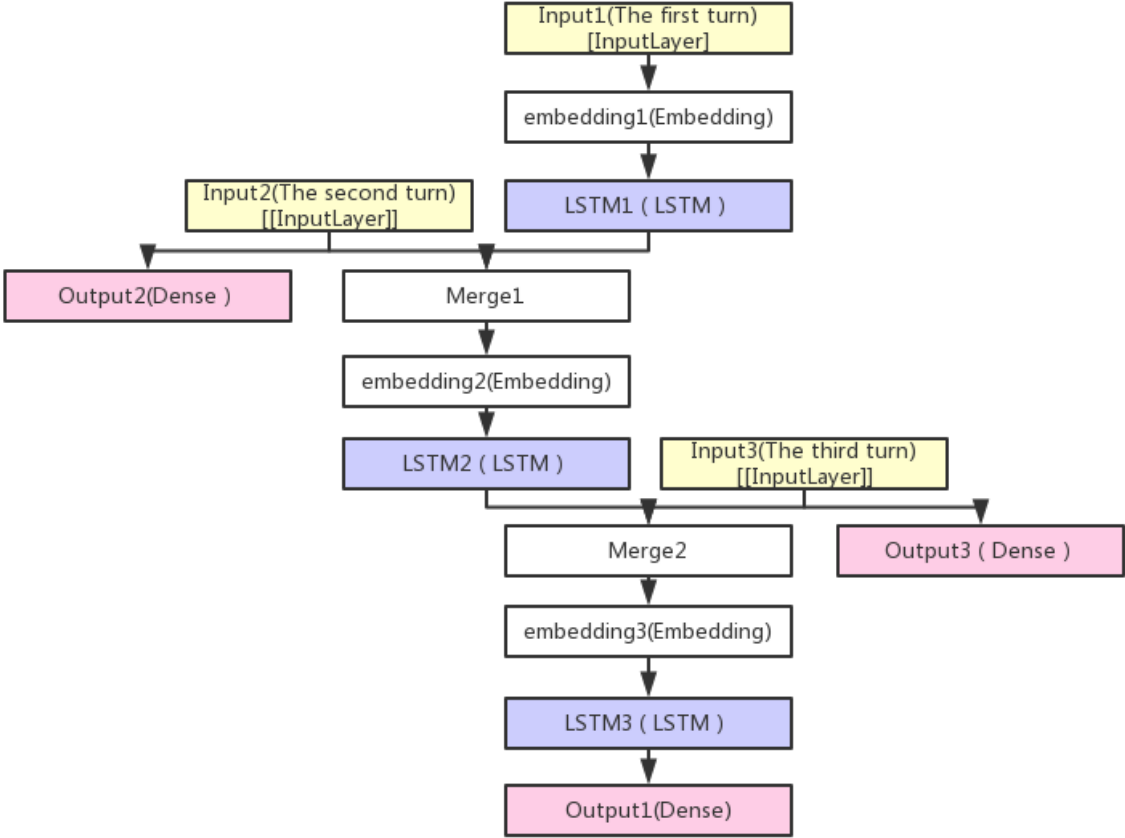 Input1(The first turn)
[InputLayer]
embedding1(Embedding)
Input2(The second turn)
[[InputLayer]]
LSTM1 ( LSTM )
Output2(Dense )
Merge1
embedding2(Embedding)
LSTM2 ( LSTM )
Input3(The third turn)
[[InputLayer]]
Merge2
Output3 ( Dense )
embedding3(Embedding)
LSTM3 ( LSTM )
Output1(Dense)